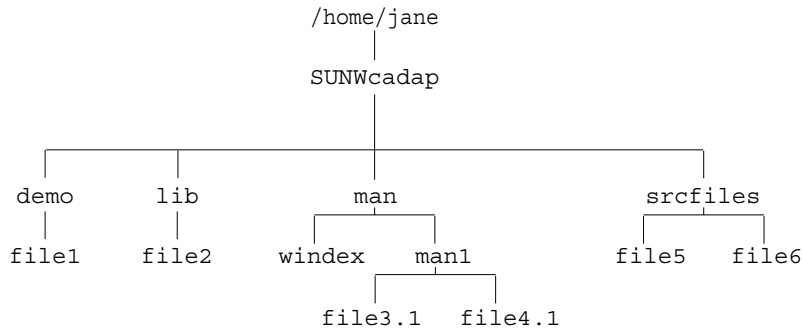 /home/jane
SUNWcadap
demo lib man srcfiles
file1 file2 windex man1 file5 file6
file3.1 file4.1